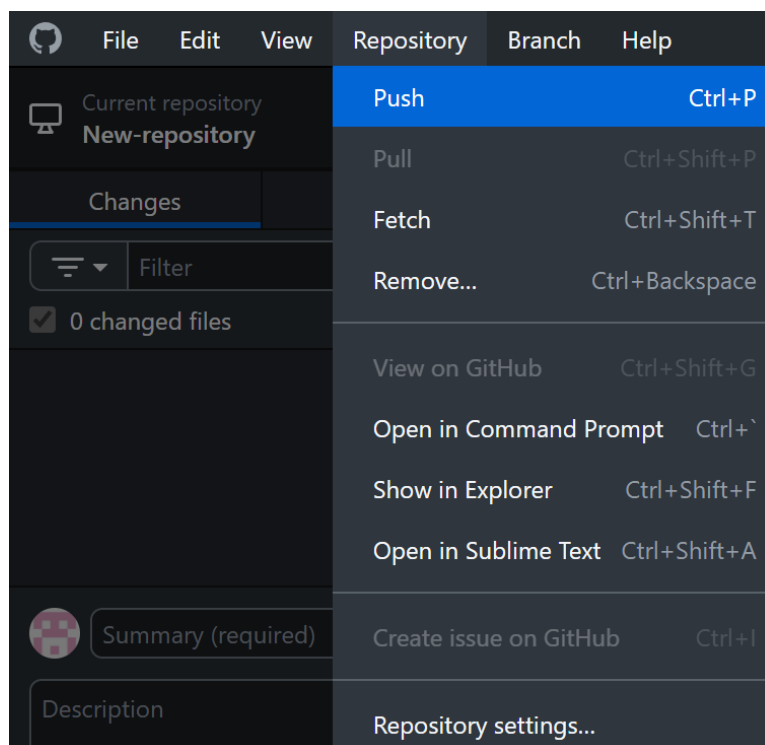 File Edit View Repository Branch Help
Current repository
New-repository
Changes
Filter
0 changed files
Summary (required)
Description
Push Ctrl+P
Pull Ctrl+Shift+P
Fetch Ctrl+Shift+T
Remove... Ctrl+Backspace
View on GitHub Ctrl+Shift+G
Open in Command Prompt Ctrl+`
Show in Explorer Ctrl+Shift+F
Open in Sublime Text Ctrl+Shift+A
Create issue on GitHub Ctrl+I
Repository settings...